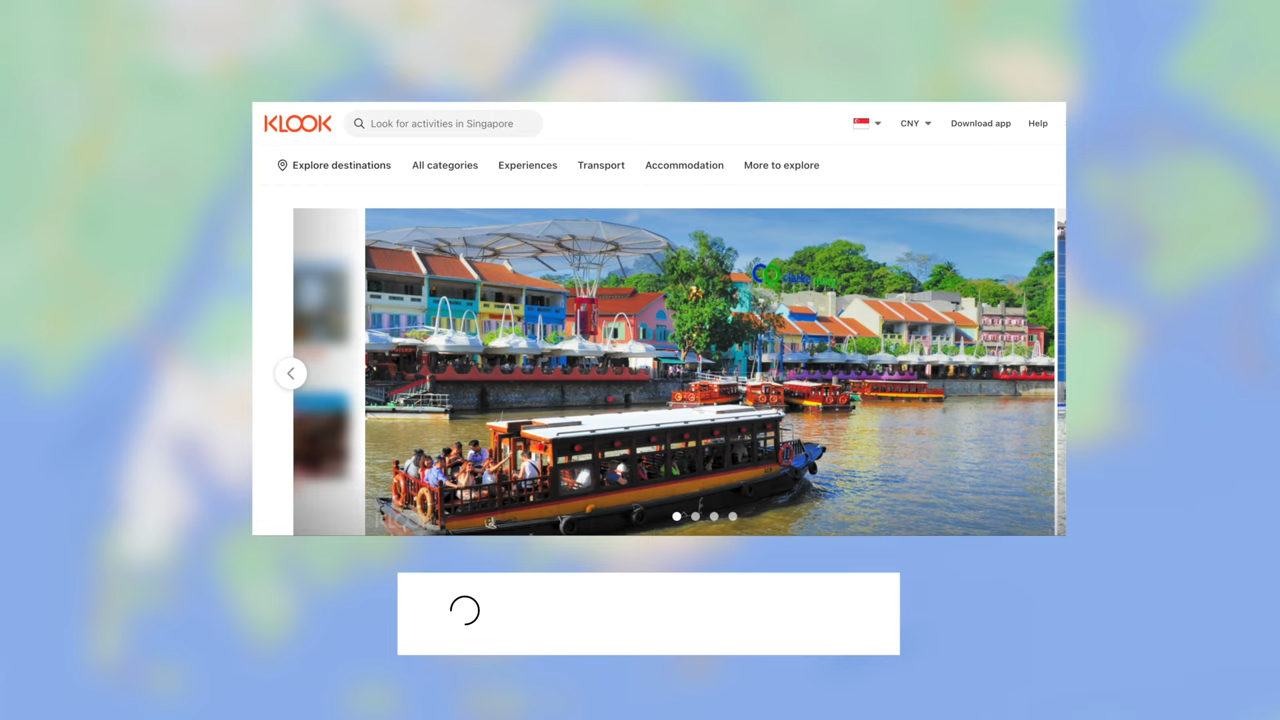 KLOOK
Look for activities in Singapore
CNY
Download app
Help
Explore destinations
All categories
Experiences
Transport
Accommodation
More to explore
KLOOK